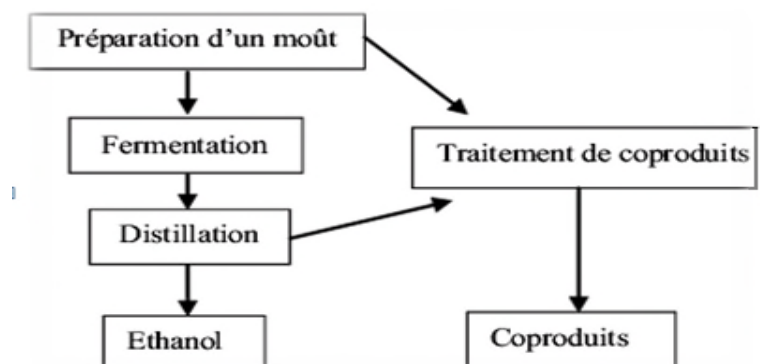 Préparation d'un moût
Fermentation
Traitement de coproduits
Distillation
Ethanol
Coproduits